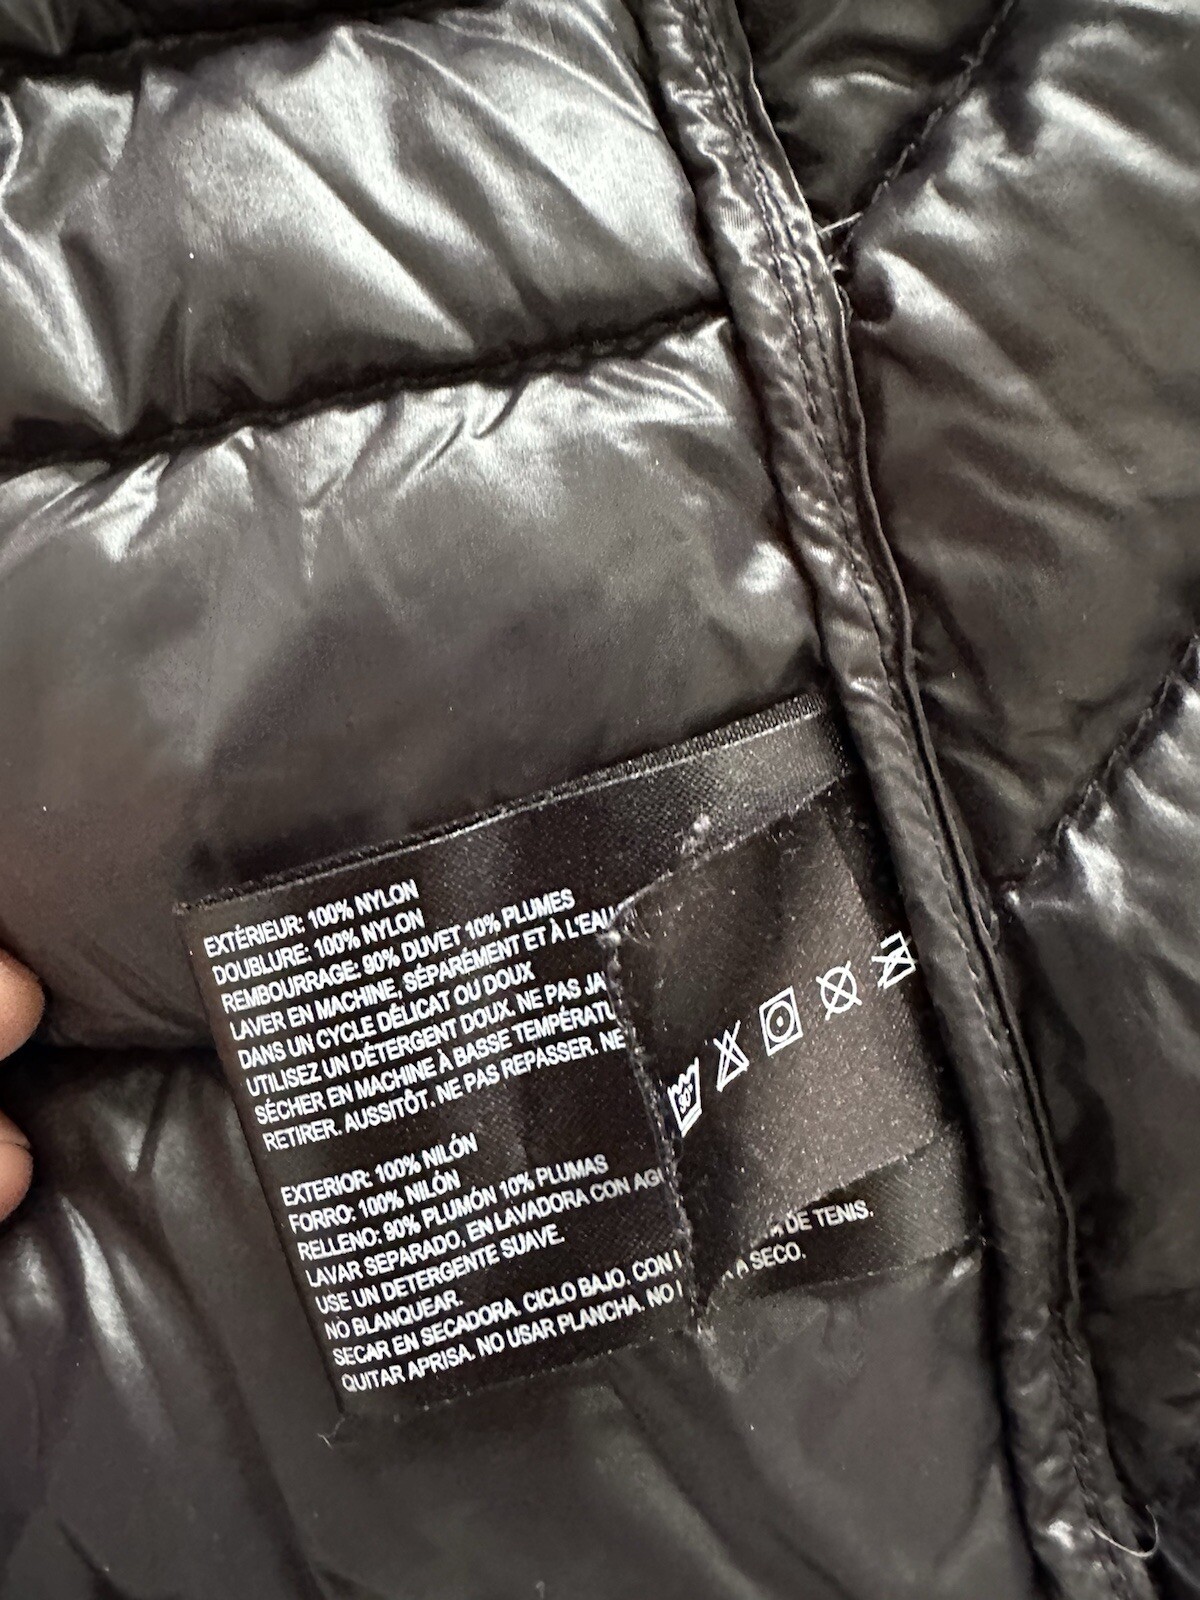 EXTÉRIEUR: 100% NYLON
DOUBLURE: 100% NYLON
REMBOURRAGE: 90% DUVET 10% PLUMES
LAVER EN MACHINE, SÉPARÉMENT ET À L'EAU
DANS UN CYCLE DÉLICAT OU DOUX
UTILISEZ UN DÉTERGENT DOUX. NE PAS
SÉCHER EN MACHINE À BASSE
RETIRER. AUSSITÔT. NE PAS REPASSER. NE
EXTERIOR: 100% NILÓN
FORRO: 100% NILÓN
RELLENO: 90% PLUMÓN 10% PLUMAS
LAVAR SEPARADO, EN LAVADORA CON
USE UN DETERGENTE SUAVE.
NO BLANQUEAR.
SECAR EN SECADORA. CICLO BAJO. CON DE TENIS.
QUITAR APRISA. NO USAR PLANCHA. NO A SECO.